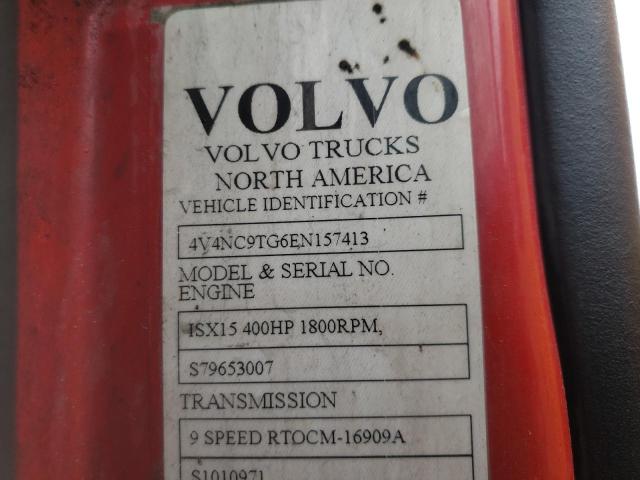 VOLVO
VOLVO TRUCKS
NORTH AMERICA
VEHICLE IDENTIFICATION #
4V4NC9TG6EN157413
MODEL & SERIAL NO.
ENGINE
ISX15 400HP 1800RPM,
S79653007
TRANSMISSION
9 SPEED RTOCM-16909A
S1010971